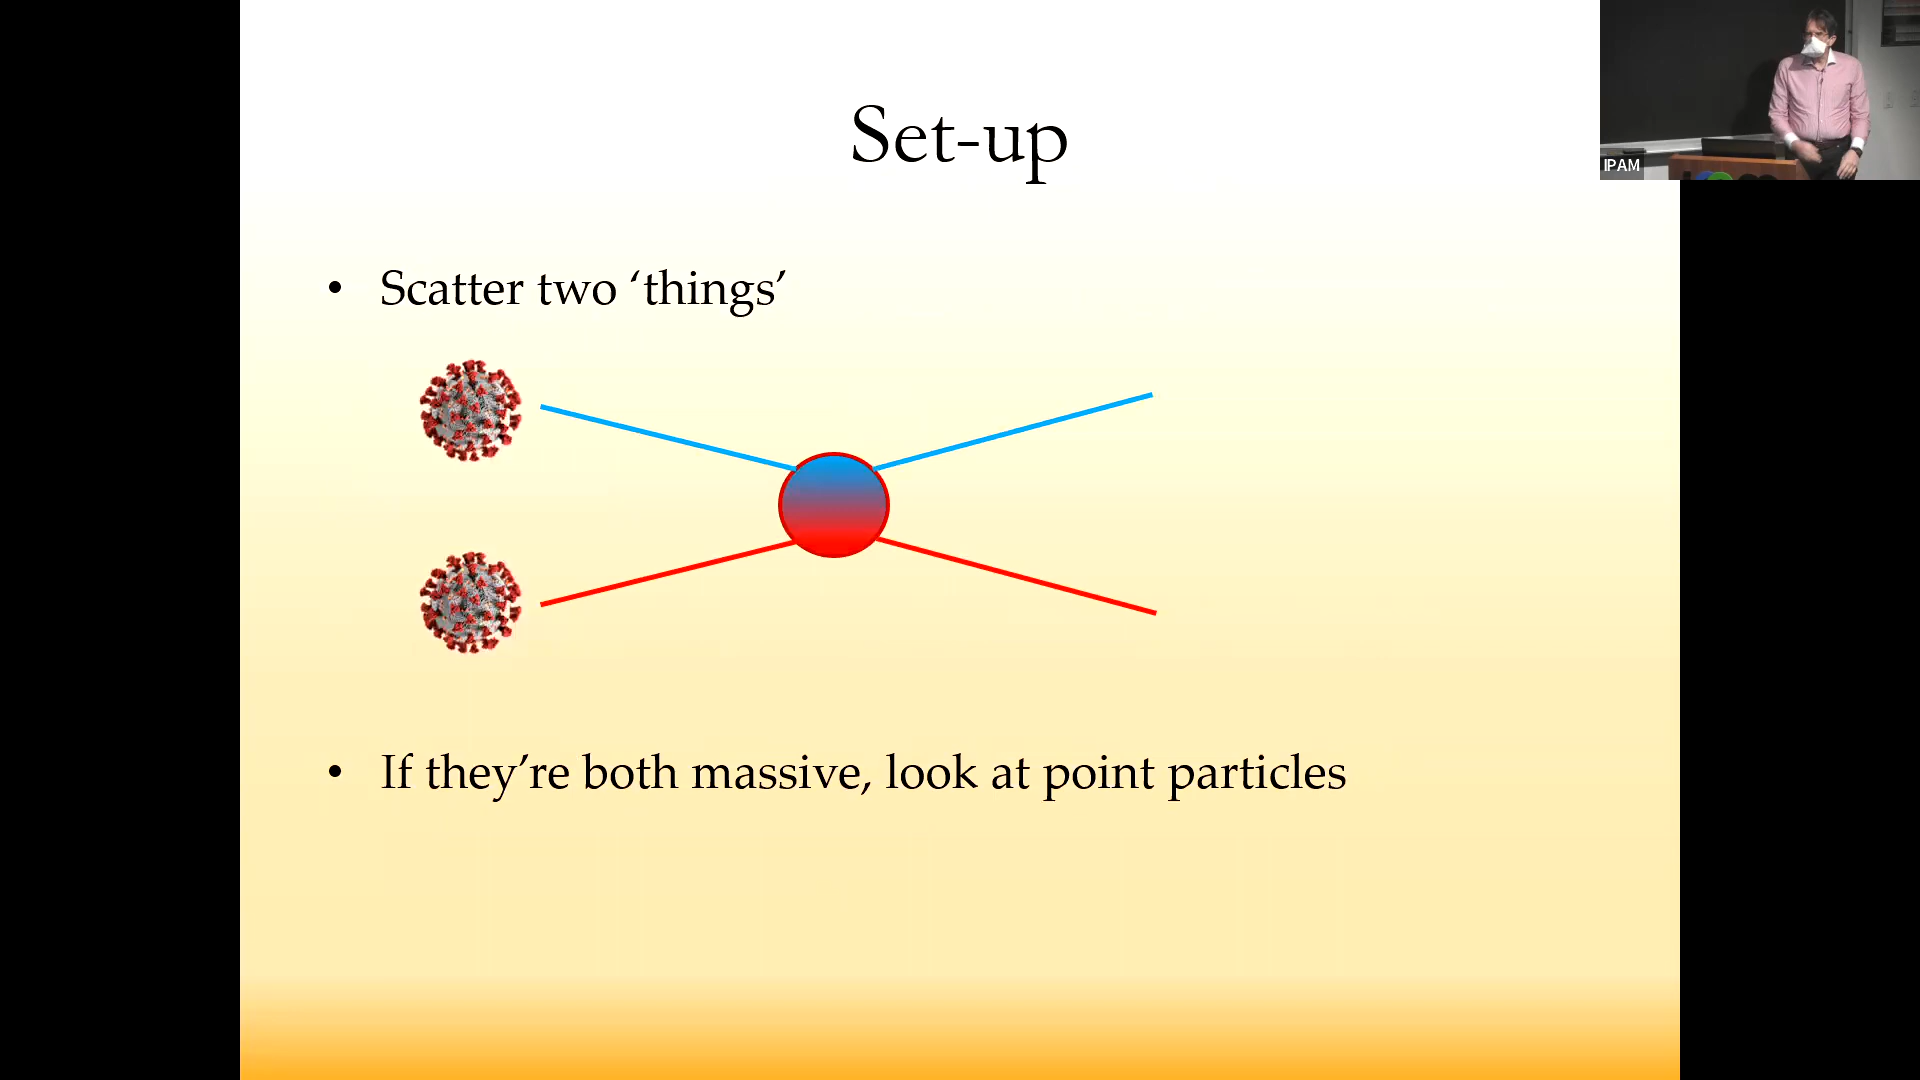 Set-up
• Scatter two ‘things’
• If they’re both massive, look at point particles
IPAM